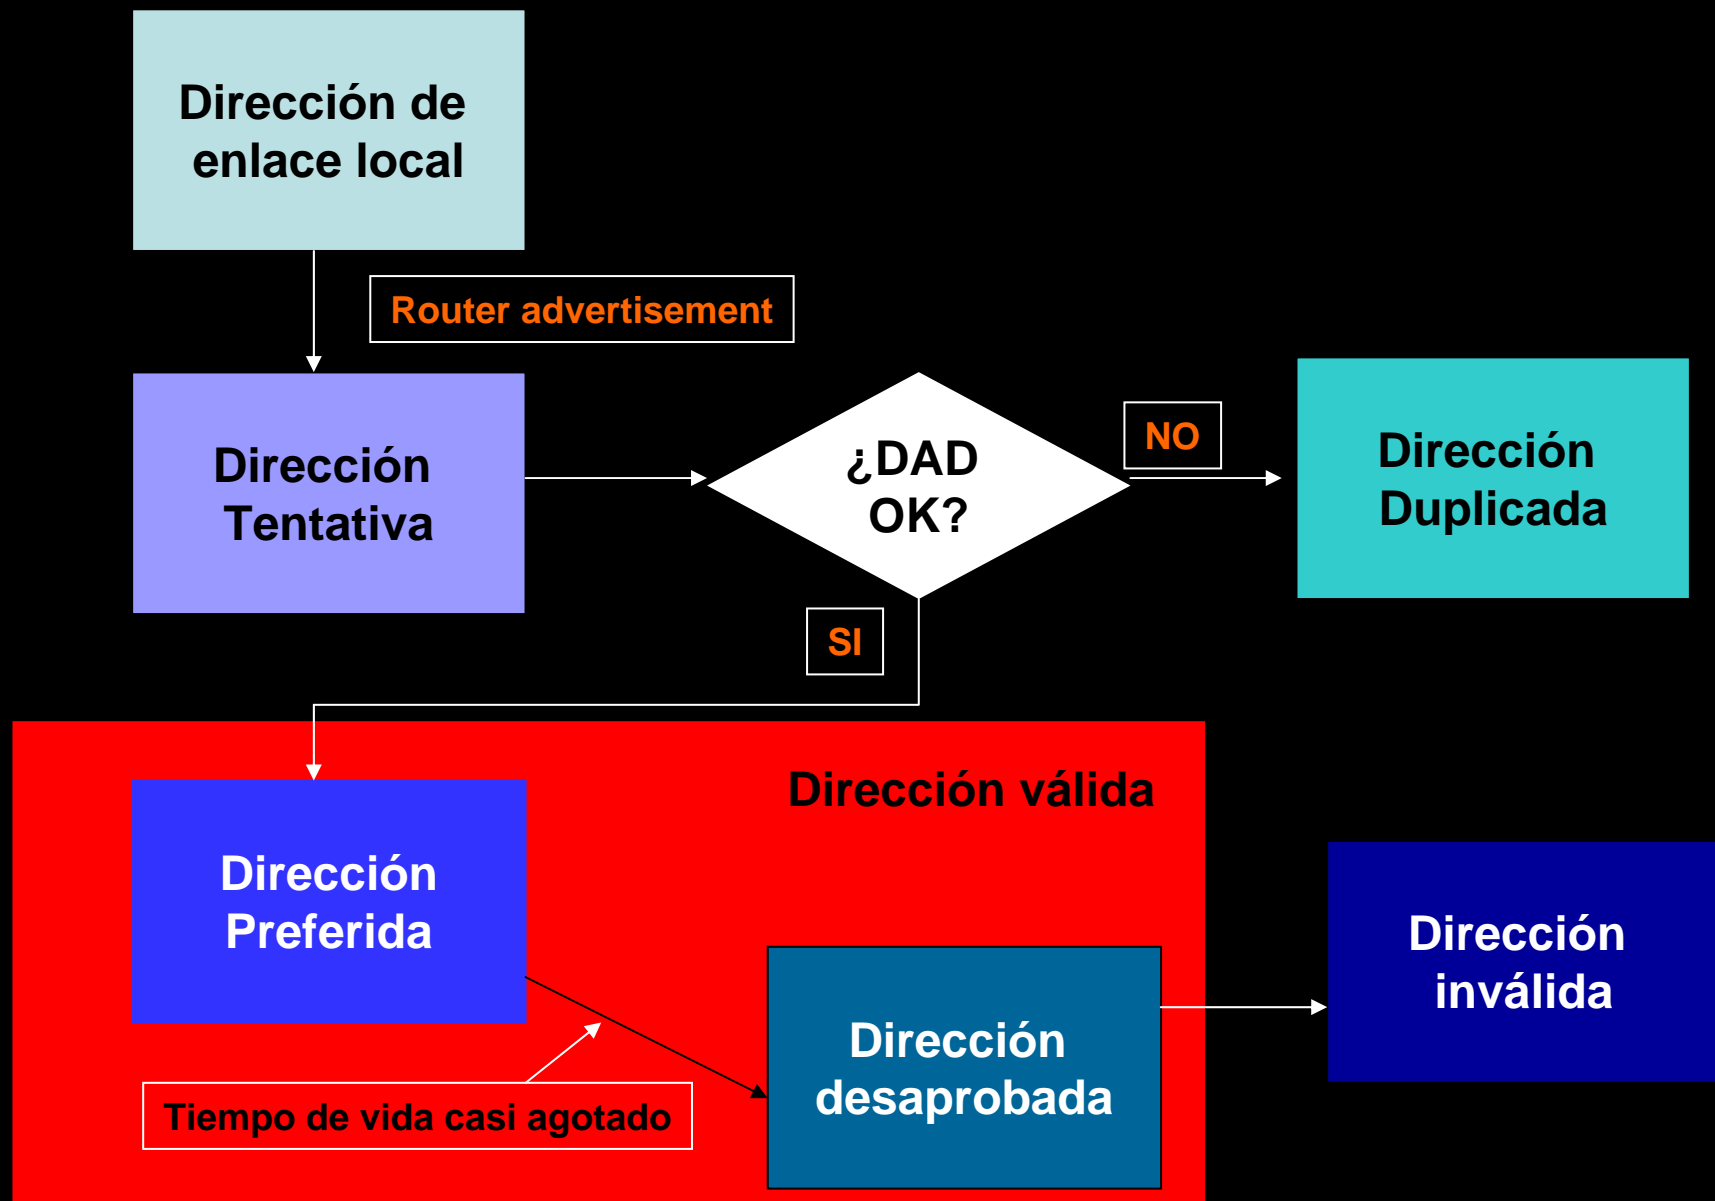 Dirección de
enlace local
Router advertisement
Dirección
Tentativa
¿DAD
OK?
NO
Dirección
Duplicada
SI
Dirección válida
Dirección
Preferida
Dirección
inválida
Dirección
desaprobada
Tiempo de vida casi agotado